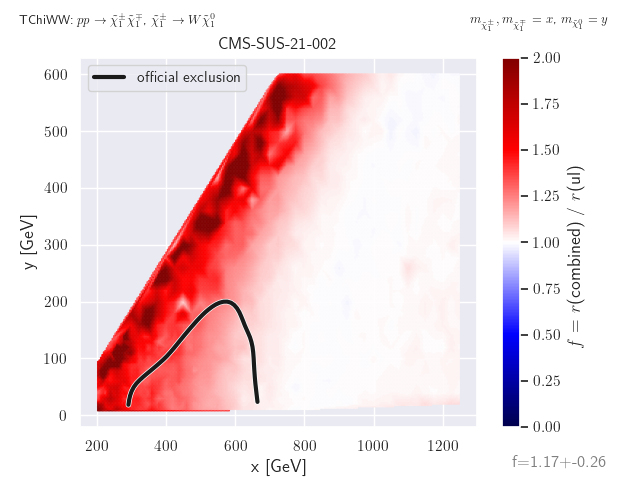 TChiWW: $pp \to \tilde{\chi}_1^{\pm} \tilde{\chi}_1^{\mp}$, $\tilde{\chi}_1^{\pm} \to W \tilde{\chi}_1^0$
$m_{\tilde{\chi}_1^{\pm}}, m_{\tilde{\chi}_1^{\mp}} = x$, $m_{\tilde{\chi}_1^0} = y$
CMS-SUS-21-002
official exclusion
600
500
400
300
200
100
0
y [GeV]
200 400 600 800 1000 1200
x [GeV]
2.00
1.75
1.50
1.25
1.00
0.75
0.50
0.25
0.00
f = r(combined) / r(ul)
f=1.17+-0.26